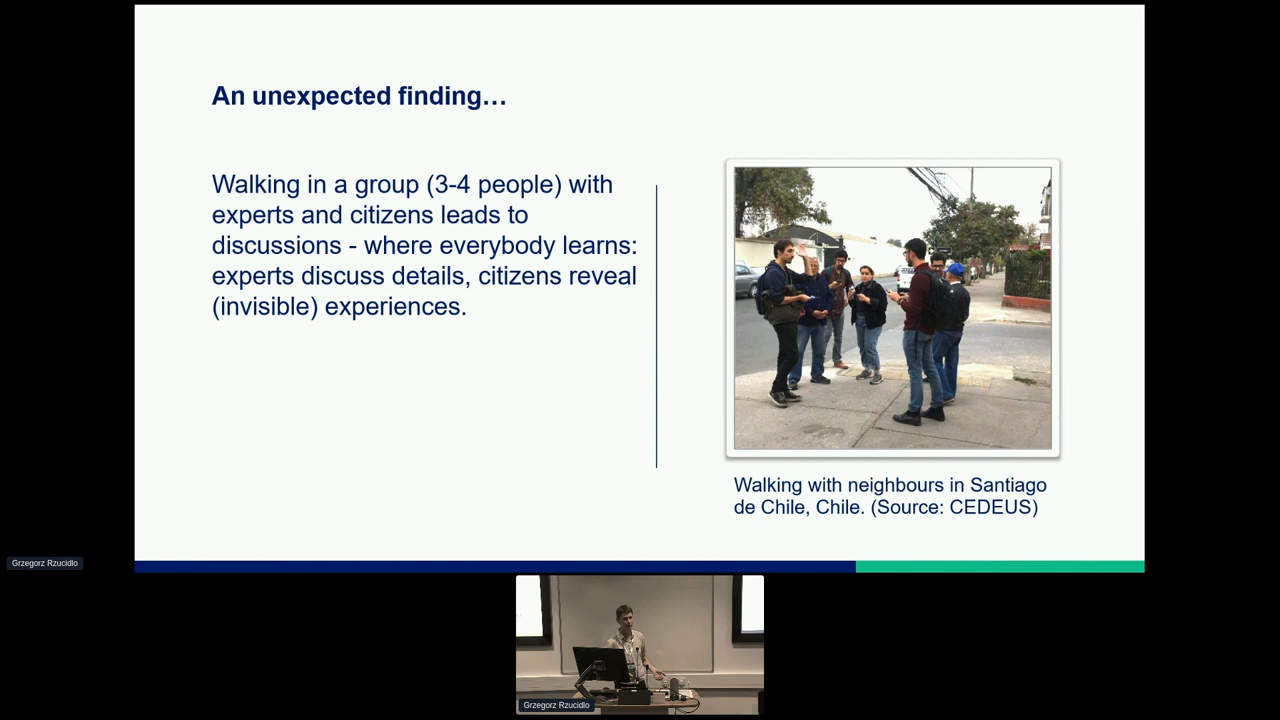 An unexpected finding…
Walking in a group (3-4 people) with
experts and citizens leads to
discussions - where everybody learns:
experts discuss details, citizens reveal
(invisible) experiences.
Walking with neighbours in Santiago
de Chile, Chile. (Source: CEDEUS)
Grzegorz Rzucidlo
Grzegorz Rzucidlo